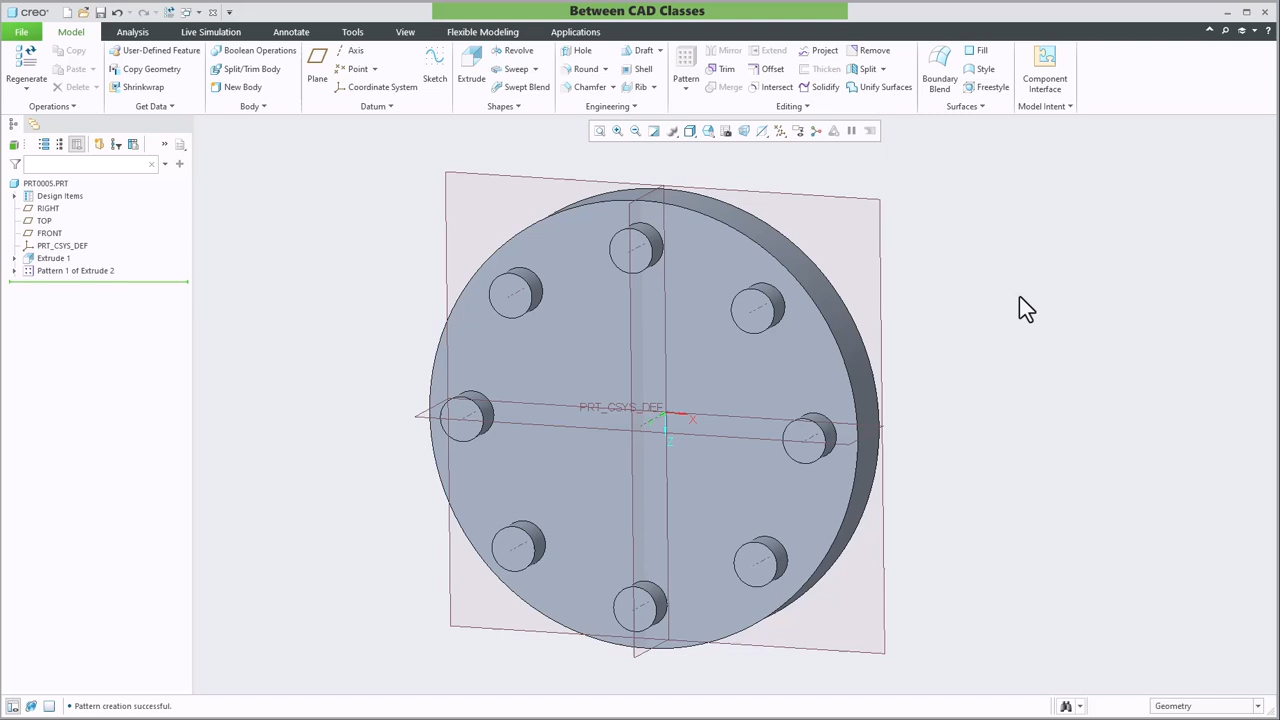 creo
Between CAD Classes
File Model Analysis Live Simulation Annotate Tools View Flexible Modeling Applications
Regenerate
Copy
Paste
Delete
Operations
User-Defined Feature
Copy Geometry
Shrinkwrap
Get Data
Boolean Operations
Split/Trim Body
New Body
Body
Plane
Axis
Point
Coordinate System
Sketch
Datum
Extrude
Revolve
Sweep
Swept Blend
Shapes
Hole
Round
Chamfer
Draft
Shell
Rib
Engineering
Pattern
Mirror Extend Project Thicken
Trim Offset
Merge Intersect Solidify
Remove
Split
Unify Surfaces
Editing
Boundary
Blend
Fill
Style
Freestyle
Surfaces
Component
Interface
Model Intent
PRT0005.PRT
Design Items
RIGHT
TOP
FRONT
PRT_CSYS_DEF
Extrude 1
Pattern 1 of Extrude 2
PRT_CSYS_DEF
X
Z
Pattern creation successful.
Geometry